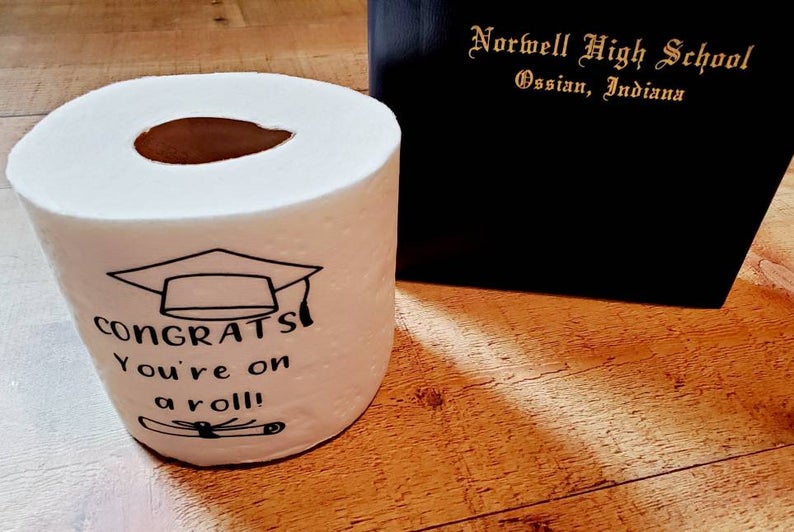 Norwell High School
Ossian, Indiana
CONGRATS
You're on
a roll!